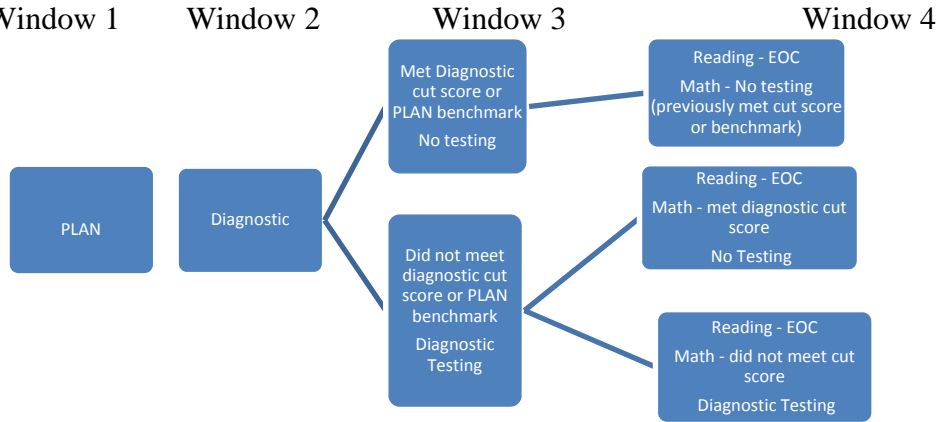 Window 1 Window 2 Window 3 Window 4
PLAN
Diagnostic
Met Diagnostic
cut score or
PLAN benchmark
No testing
Did not meet
diagnostic cut
score or PLAN
benchmark
Diagnostic
Testing
Reading - EOC
Math - No testing
(previously met cut score
or benchmark)
Reading - EOC
Math - met diagnostic cut
score
No Testing
Reading - EOC
Math - did not meet cut
score
Diagnostic Testing